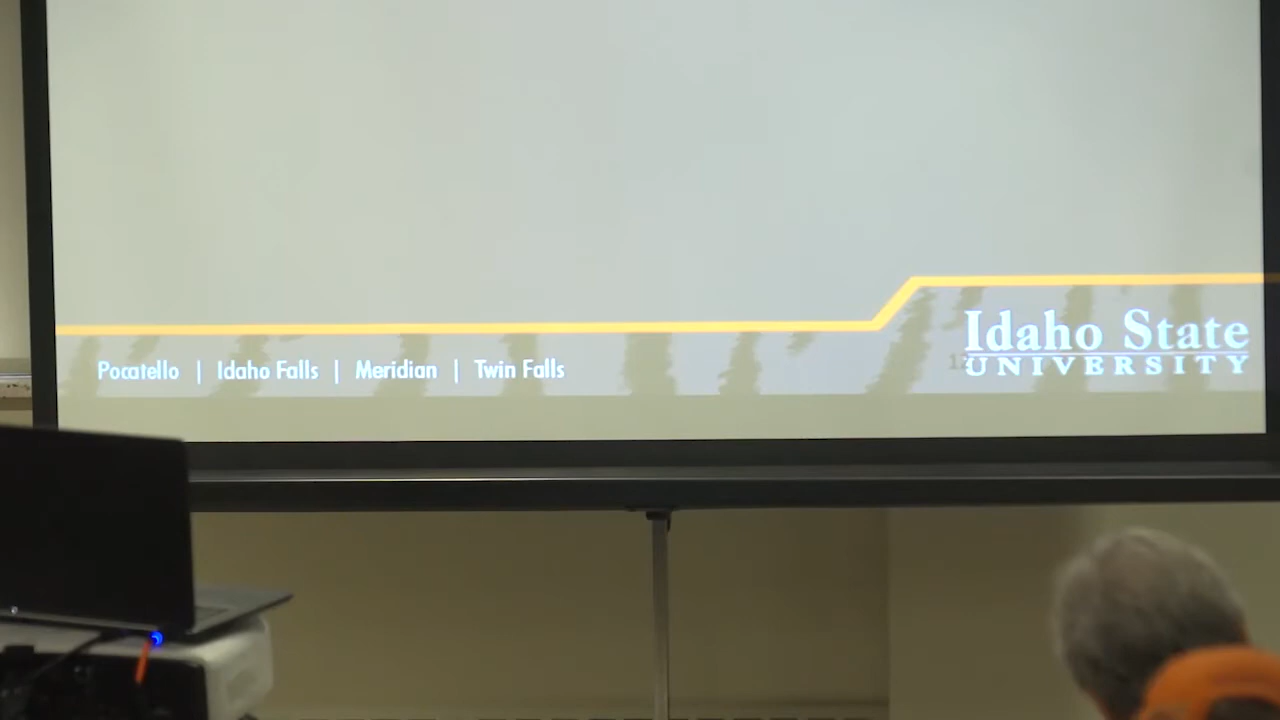 Pocatello | Idaho Falls | Meridian | Twin Falls
Idaho State
UNIVERSITY